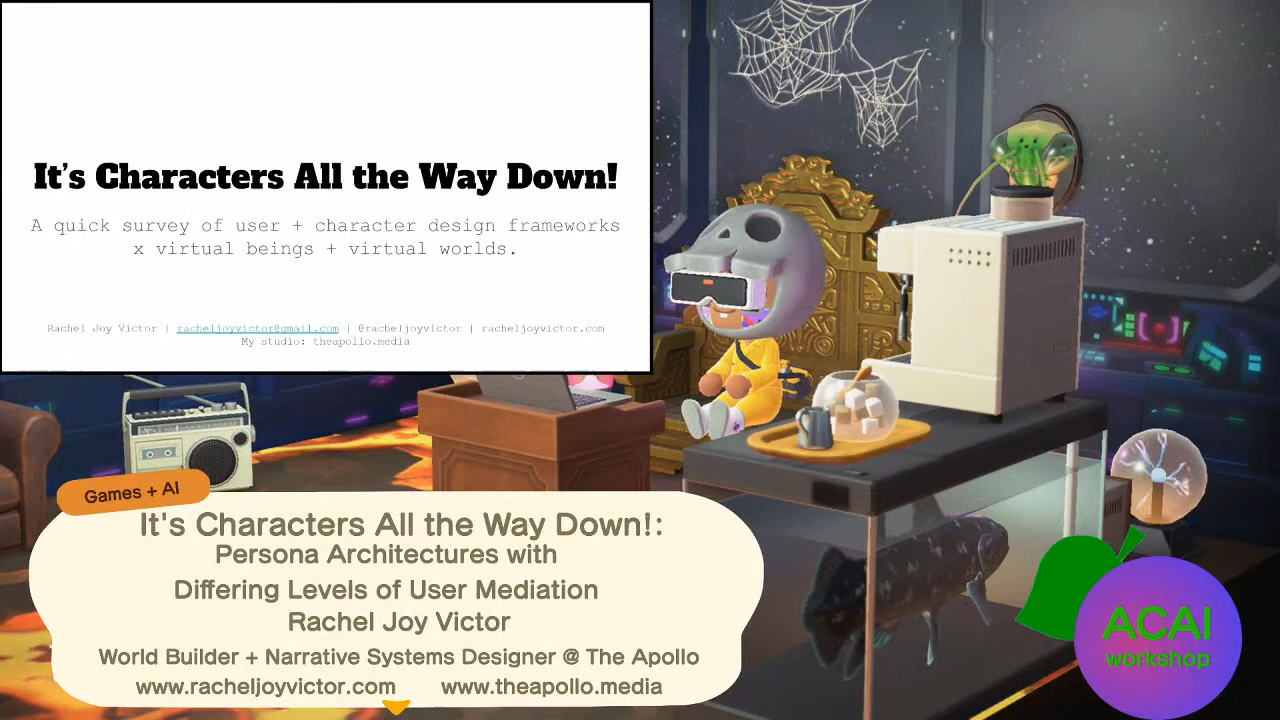 It's Characters All the Way Down!
A quick survey of user + character design frameworks
x virtual beings + virtual worlds.
Rachel Joy Victor | racheljoyvictor@gmail.com | @racheljoyvictor | racheljoyvictor.com
My studio: theapollo.media
Games + AI
It's Characters All the Way Down!:
Persona Architectures with
Differing Levels of User Mediation
Rachel Joy Victor
World Builder + Narrative Systems Designer @ The Apollo
www.racheljoyvictor.com www.theapollo.media
ACAI
workshop